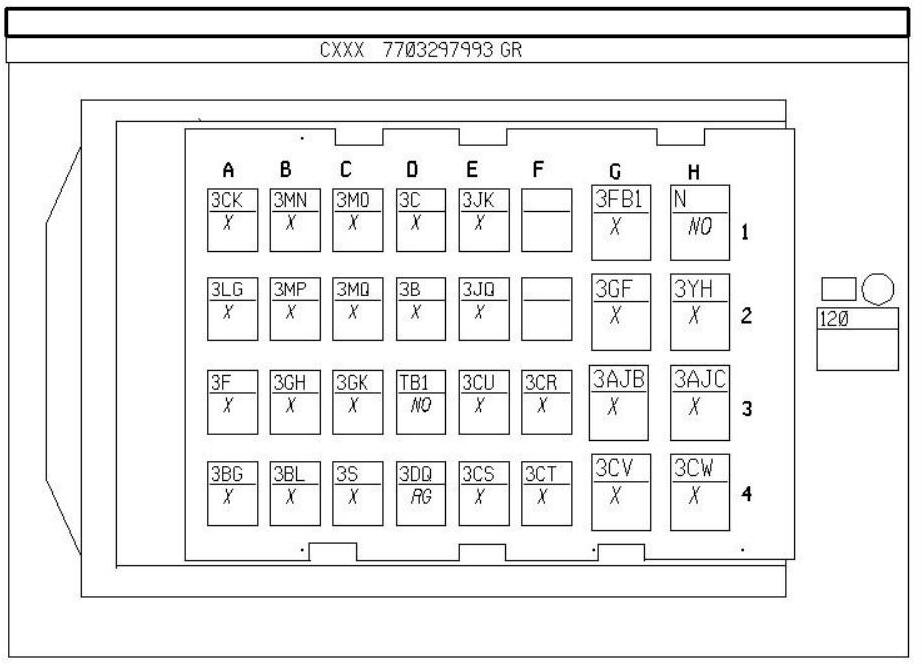 CXXX 7703297993 GR
A B C D E F G H
3CK 3MN 3MO 3C 3JK 3FB1 N
X X X X X X NO 1
3LG 3MP 3MQ 3B 3JQ 3GF 3YH
X X X X X X X 2
120
3F 3GH 3GK TB1 3CU 3CR 3AJB 3AJC
X X X NO X X X X 3
3BG 3BL 3S 3DQ 3CS 3CT 3CV 3CW
X X X RG X X X X 4